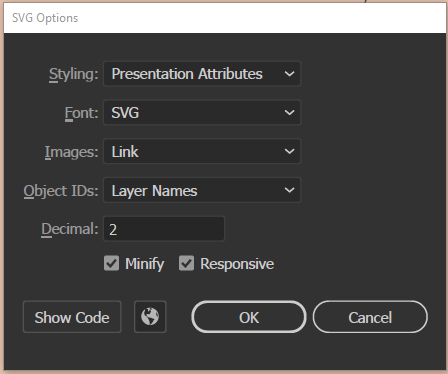 SVG Options
Styling: Presentation Attributes
Font: SVG
Images: Link
Object IDs: Layer Names
Decimal: 2
Minify Responsive
Show Code OK Cancel